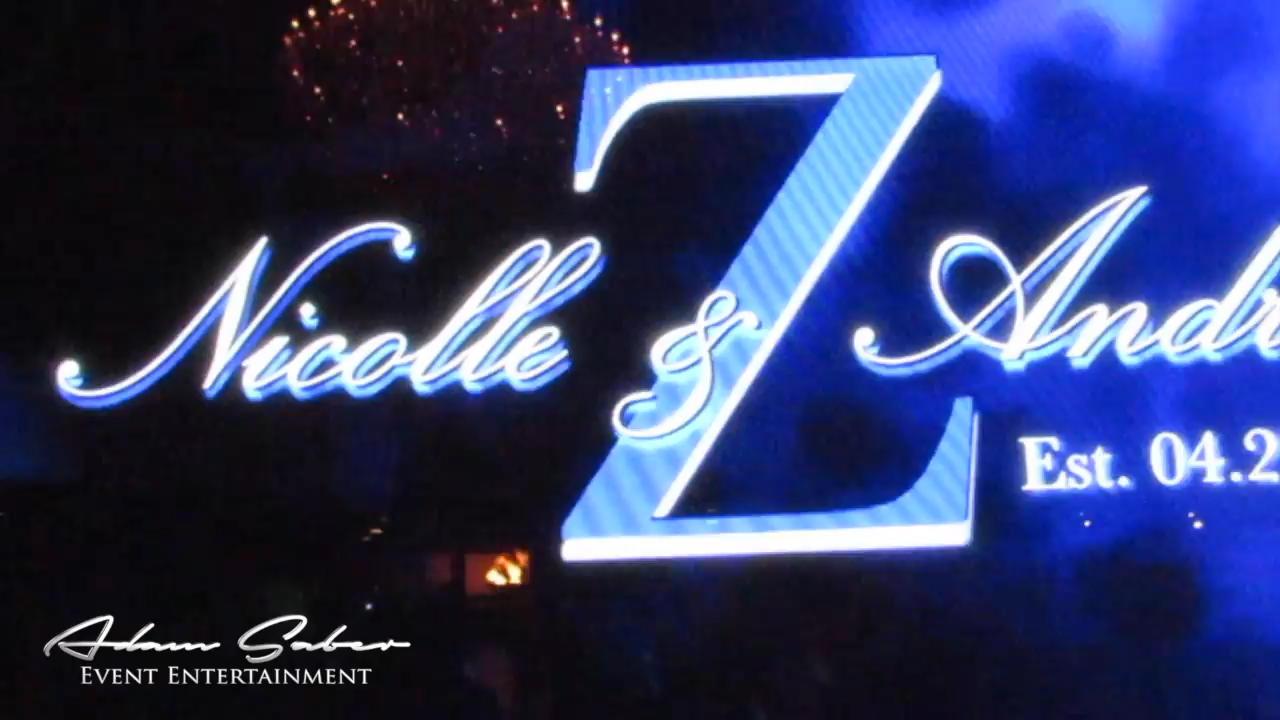 Z
Nicolle & Andr
Est. 04.2
Adam Saber
EVENT ENTERTAINMENT